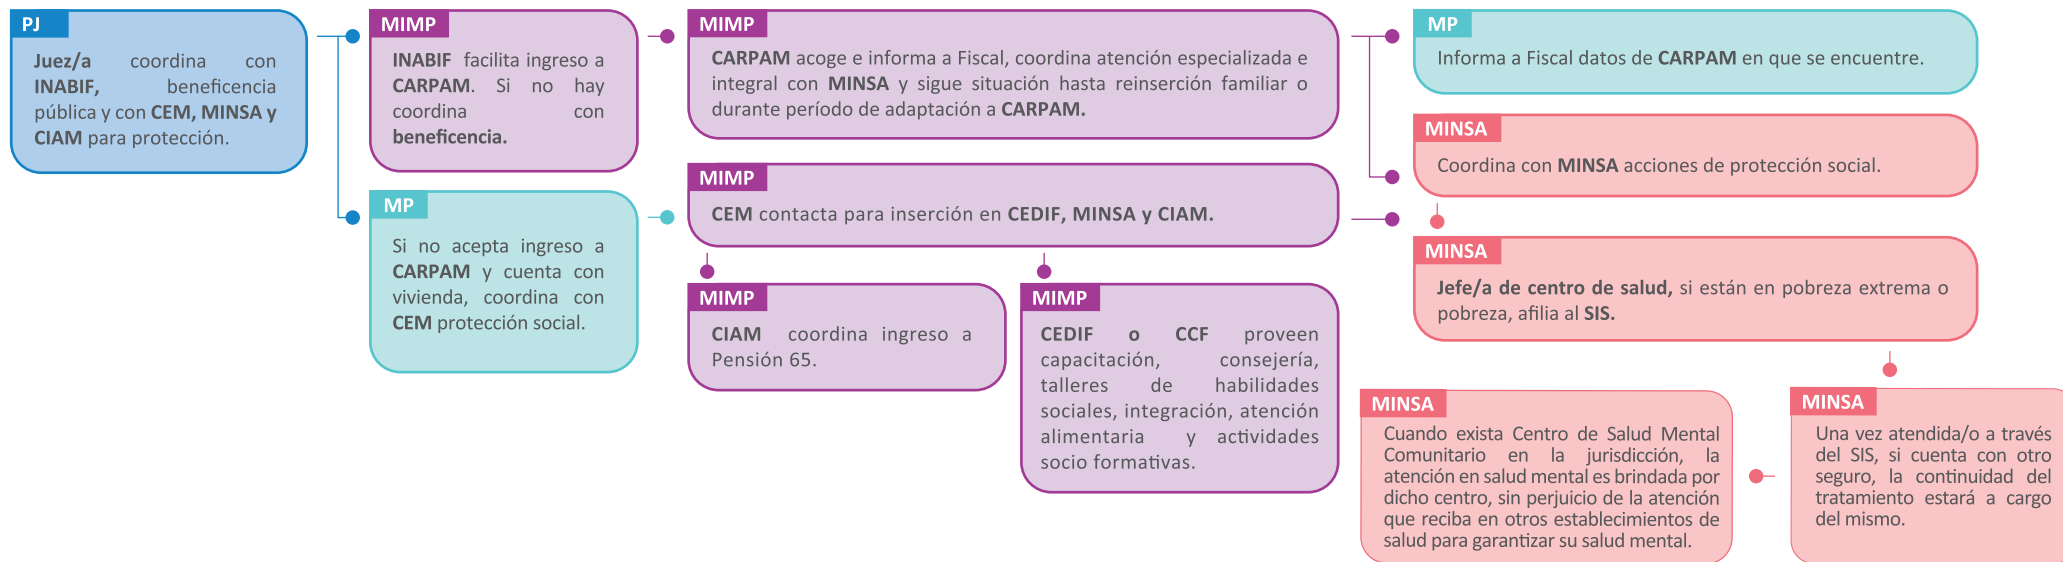 PJ
Juez/a coordina con
INABIF, beneficencia
pública y con CEM, MINSA y
CIAM para protección.
MIMP
INABIF facilita ingreso a
CARPAM. Si no hay
coordina con
beneficencia.
MP
Si no acepta ingreso a
CARPAM y cuenta con
vivienda, coordina con
CEM protección social.
MIMP
CARPAM acoge e informa a Fiscal, coordina atención especializada e
integral con MINSA y sigue situación hasta reinserción familiar o
durante período de adaptación a CARPAM.
MIMP
CEM contacta para inserción en CEDIF, MINSA y CIAM.
MIMP
CIAM coordina ingreso a
Pensión 65.
MIMP
CEDIF o CCF proveen
capacitación, consejería,
talleres de habilidades
sociales, integración, atención
alimentaria y actividades
socio formativas.
MP
Informa a Fiscal datos de CARPAM en que se encuentre.
MINSA
Coordina con MINSA acciones de protección social.
MINSA
Jefe/a de centro de salud, si están en pobreza extrema o
pobreza, afilia al SIS.
MINSA
Una vez atendida/o a través
del SIS, si cuenta con otro
seguro, la continuidad del
tratamiento estará a cargo
del mismo.
MINSA
Cuando exista Centro de Salud Mental
Comunitario en la jurisdicción, la
atención en salud mental es brindada por
dicho centro, sin perjuicio de la atención
que reciba en otros establecimientos de
salud para garantizar su salud mental.